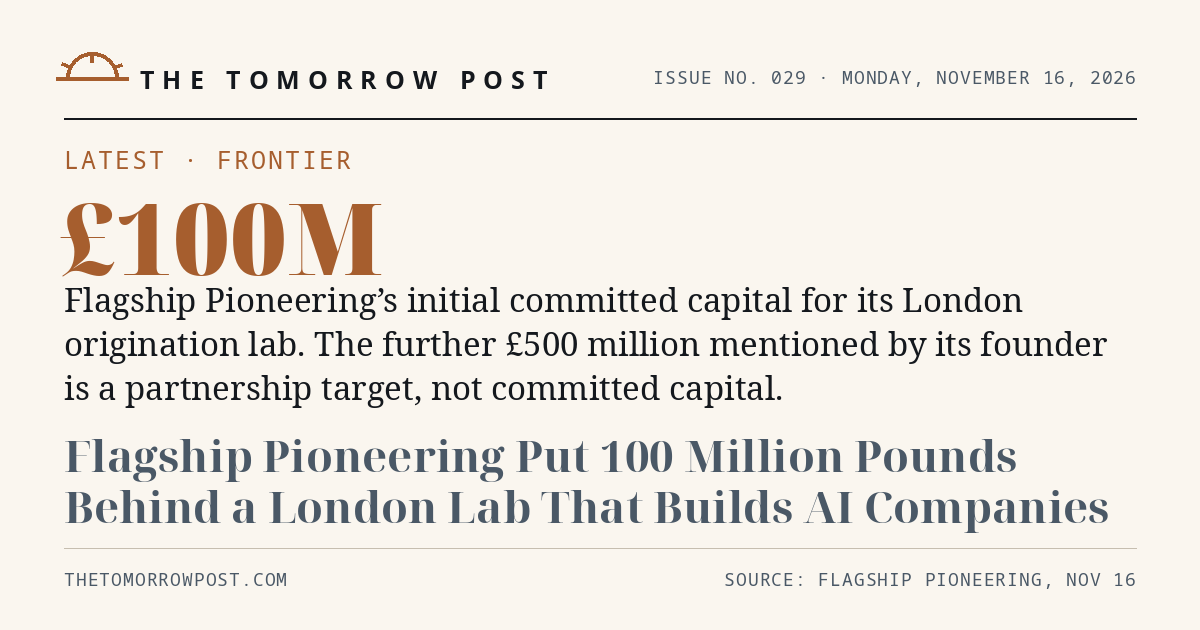 THE TOMORROW POST
ISSUE NO. 029 · MONDAY, NOVEMBER 16, 2026
LATEST · FRONTIER
£100M
Flagship Pioneering’s initial committed capital for its London
origination lab. The further £500 million mentioned by its founder
is a partnership target, not committed capital.
Flagship Pioneering Put 100 Million Pounds
Behind a London Lab That Builds AI Companies
THETOMORROWPOST.COM
SOURCE: FLAGSHIP PIONEERING, NOV 16